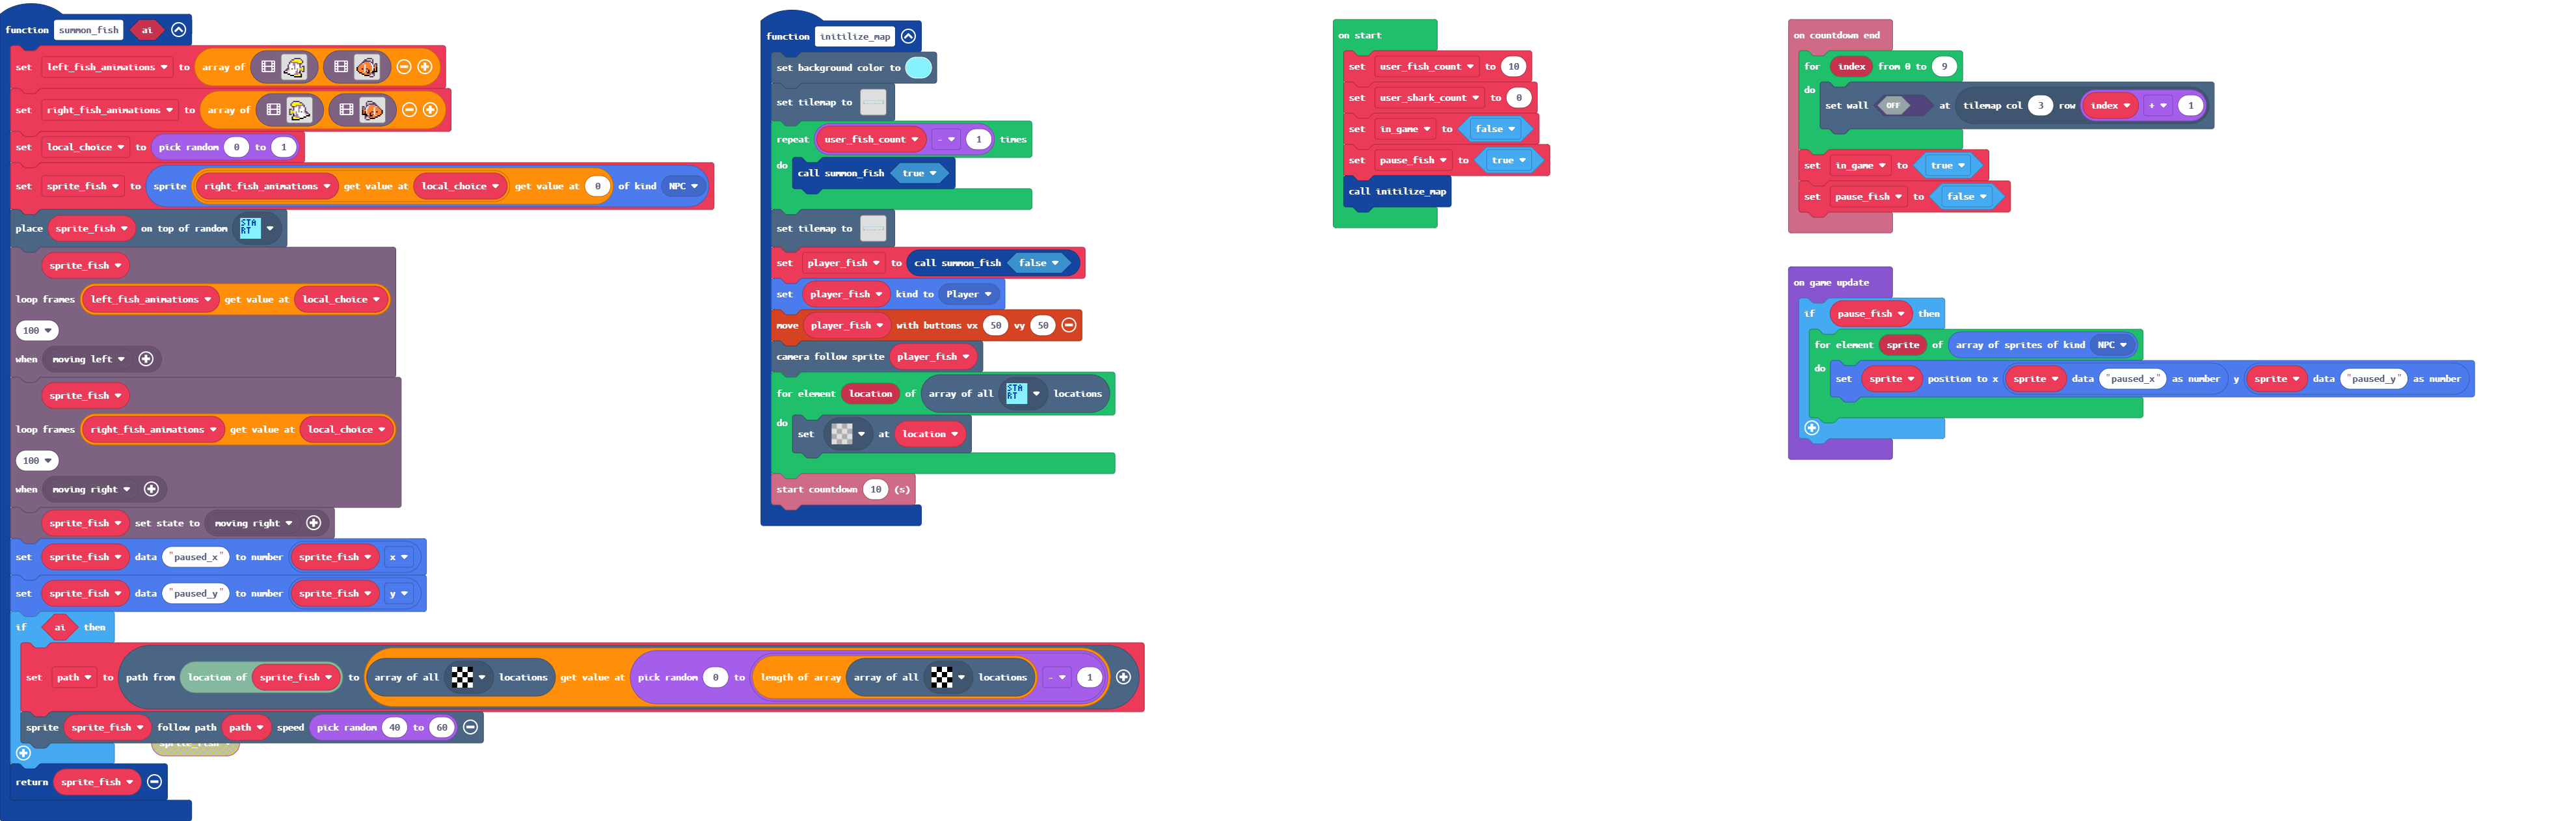 function summon_fish ai
set left_fish_animations to array of
set right_fish_animations to array of
set local_choice to pick random 0 to 1
set sprite_fish to sprite right_fish_animations get value at local_choice get value at 0 of kind NPC
place sprite_fish on top of random START
sprite_fish
loop frames left_fish_animations get value at local_choice
100
when moving left
sprite_fish
loop frames right_fish_animations get value at local_choice
100
when moving right
sprite_fish set state to moving right
set sprite_fish data "paused_x" to number sprite_fish x
set sprite_fish data "paused_y" to number sprite_fish y
if ai then
set path to path from location of sprite_fish to array of all locations get value at pick random 0 to length of array array of all locations - 1
sprite sprite_fish follow path path speed pick random 40 to 60
sprite_fish
return sprite_fish
function initilize_map
set background color to
set tilemap to
repeat user_fish_count - 1 times
do call summon_fish true
set tilemap to
set player_fish to call summon_fish false
set player_fish kind to Player
move player_fish with buttons vx 50 vy 50
camera follow sprite player_fish
for element location of array of all START locations
do set at location
start countdown 10 (s)
on start
set user_fish_count to 10
set user_shark_count to 0
set in_game to false
set pause_fish to true
call initilize_map
on countdown end
for index from 0 to 9
do set wall OFF at tilemap col 3 row index + 1
set in_game to true
set pause_fish to false
on game update
if pause_fish then
for element sprite of array of sprites of kind NPC
do set sprite position to x sprite data "paused_x" as number y sprite data "paused_y" as number